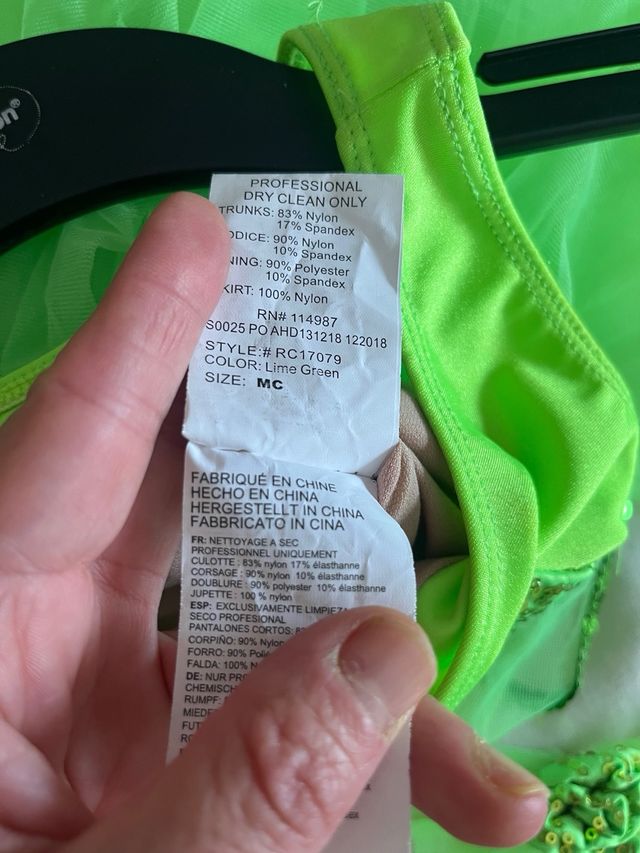 PROFESSIONAL
DRY CLEAN ONLY
TRUNKS: 83% Nylon
17% Spandex
ODICE: 90% Nylon
10% Spandex
NING: 90% Polyester
10% Spandex
KIRT: 100% Nylon
RN# 114987
S0025 PO AHD131218 122018
STYLE:# RC17079
COLOR: Lime Green
SIZE: MC
FABRIQUÉ EN CHINE
HECHO EN CHINA
HERGESTELLT IN CHINA
FABBRICATO IN CINA
FR: NETTOYAGE A SEC
PROFESSIONNEL UNIQUEMENT
CULOTTE : 83% nylon 17% élasthanne
CORSAGE : 90% nylon 10% élasthanne
DOUBLURE : 90% polyester 10% élasthanne
JUPETTE : 100 % nylon
ESP: EXCLUSIVAMENTE LIMPIEZA
SECO PROFESIONAL
PANTALONES CORTOS:
CORPIÑO: 90% Nylon
FORRO: 90% Polié
FALDA: 100% N
DE: NUR PRO
CHEMISCH
RUMPF:
MIEDE
FUT